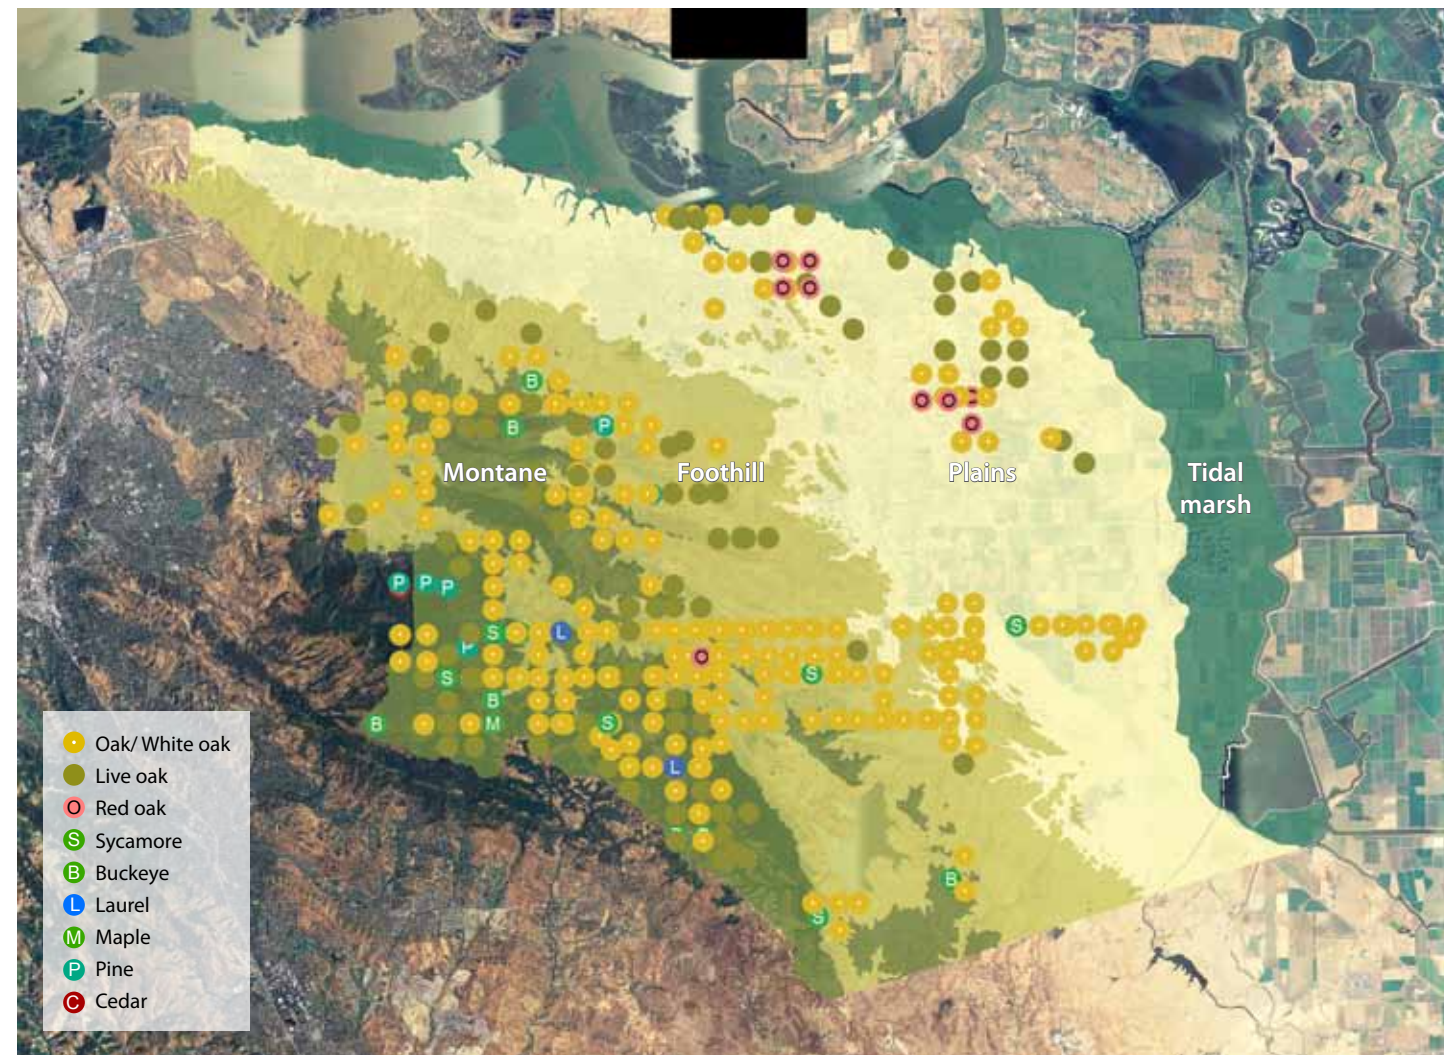 O O
O O
B
O O
B P
O
Montane Foothill Plains Tidal
marsh
P P P
S L S
P O
S S
B
B M S
L
B
S
Oak/ White oak
Live oak
O Red oak
S Sycamore
B Buckeye
L Laurel
M Maple
P Pine
C Cedar